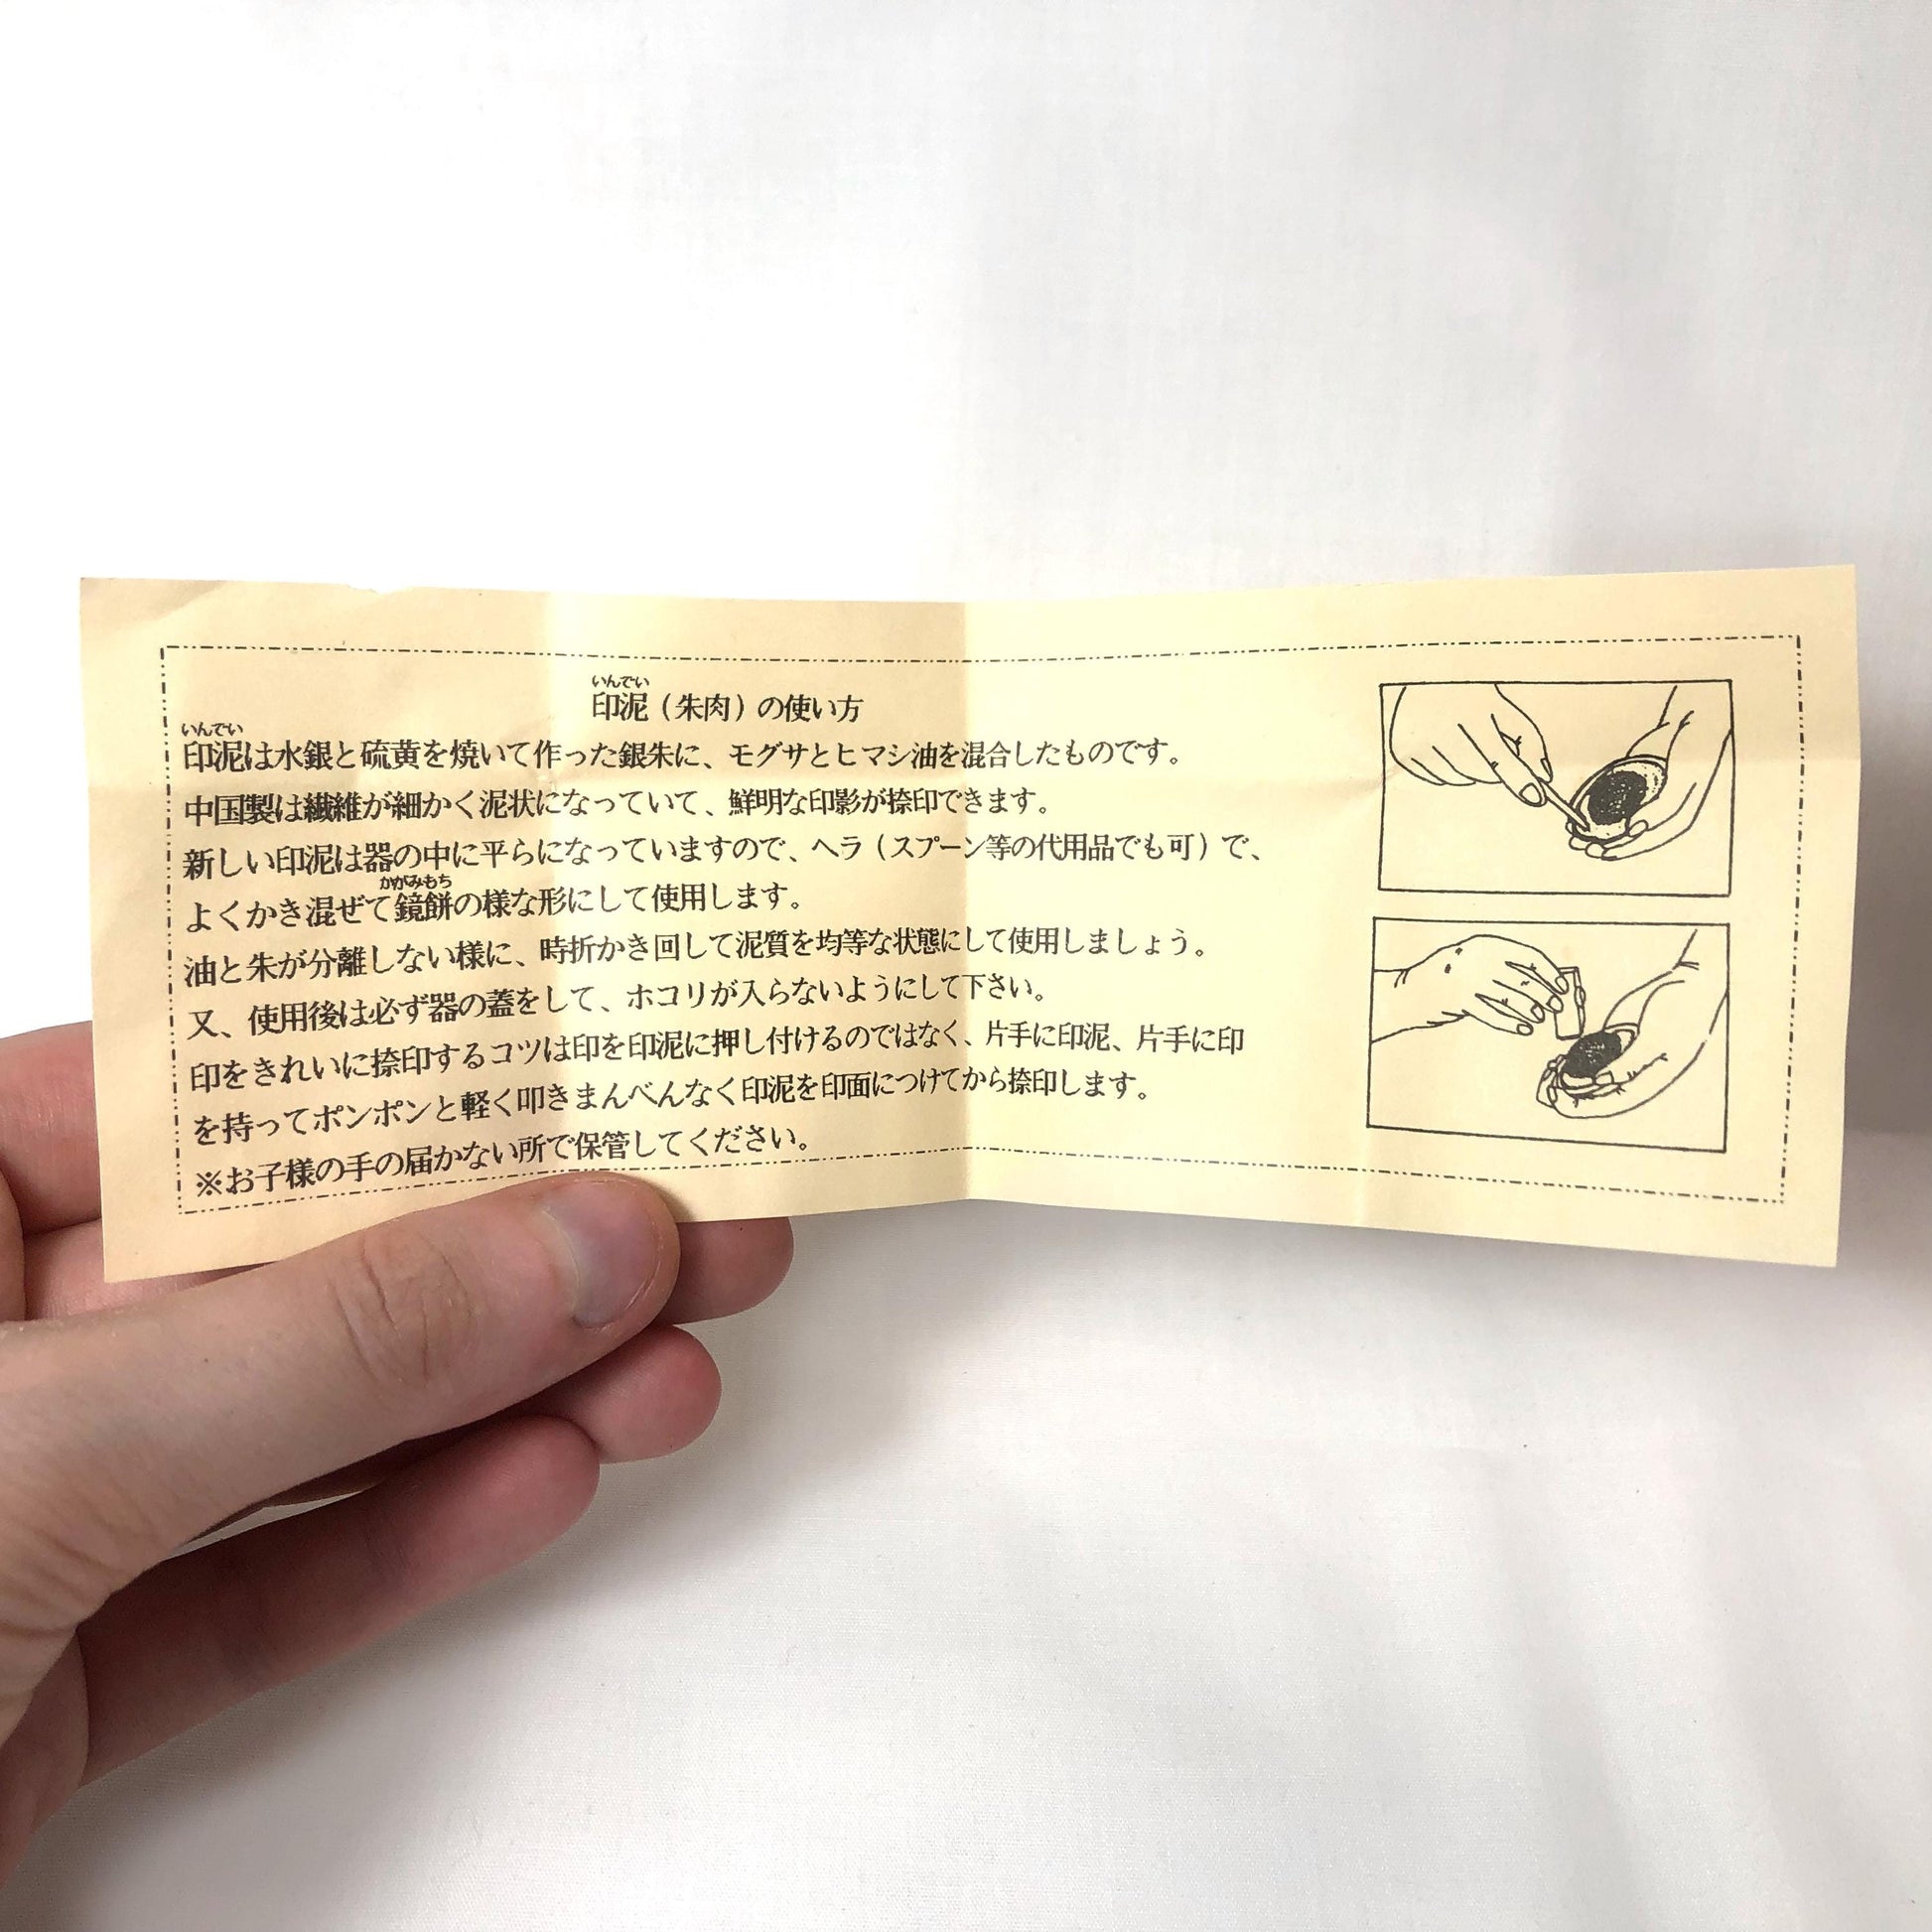 いんでい
印泥（朱肉）の使い方
いんでい
印泥は水銀と硫黄を焼いて作った銀朱に、モグサとヒマシ油を混合したものです。
中国製は繊維が細かく泥状になっていて、鮮明な印影が捺印できます。
新しい印泥は器の中に平らになっていますので、ヘラ（スプーン等の代用品でも可）で、
かがみもち
よくかき混ぜて鏡餅の様な形にして使用します。
油と朱が分離しない様に、時折かき回して泥質を均等な状態にして使用しましょう。
又、使用後は必ず器の蓋をして、ホコリが入らないようにして下さい。
印をきれいに捺印するコツは印を印泥に押し付けるのではなく、片手に印泥、片手に印
を持ってポンポンと軽く叩きまんべんなく印泥を印面につけてから捺印します。
※お子様の手の届かない所で保管してください。